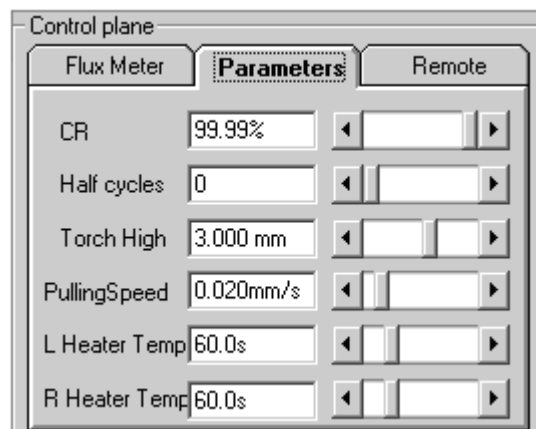 Control plane
Flux Meter Parameters Remote
CR 99.99%
Half cycles 0
Torch High 3.000 mm
PullingSpeed 0.020mm/s
L Heater Temp 60.0s
R Heater Temp 60.0s